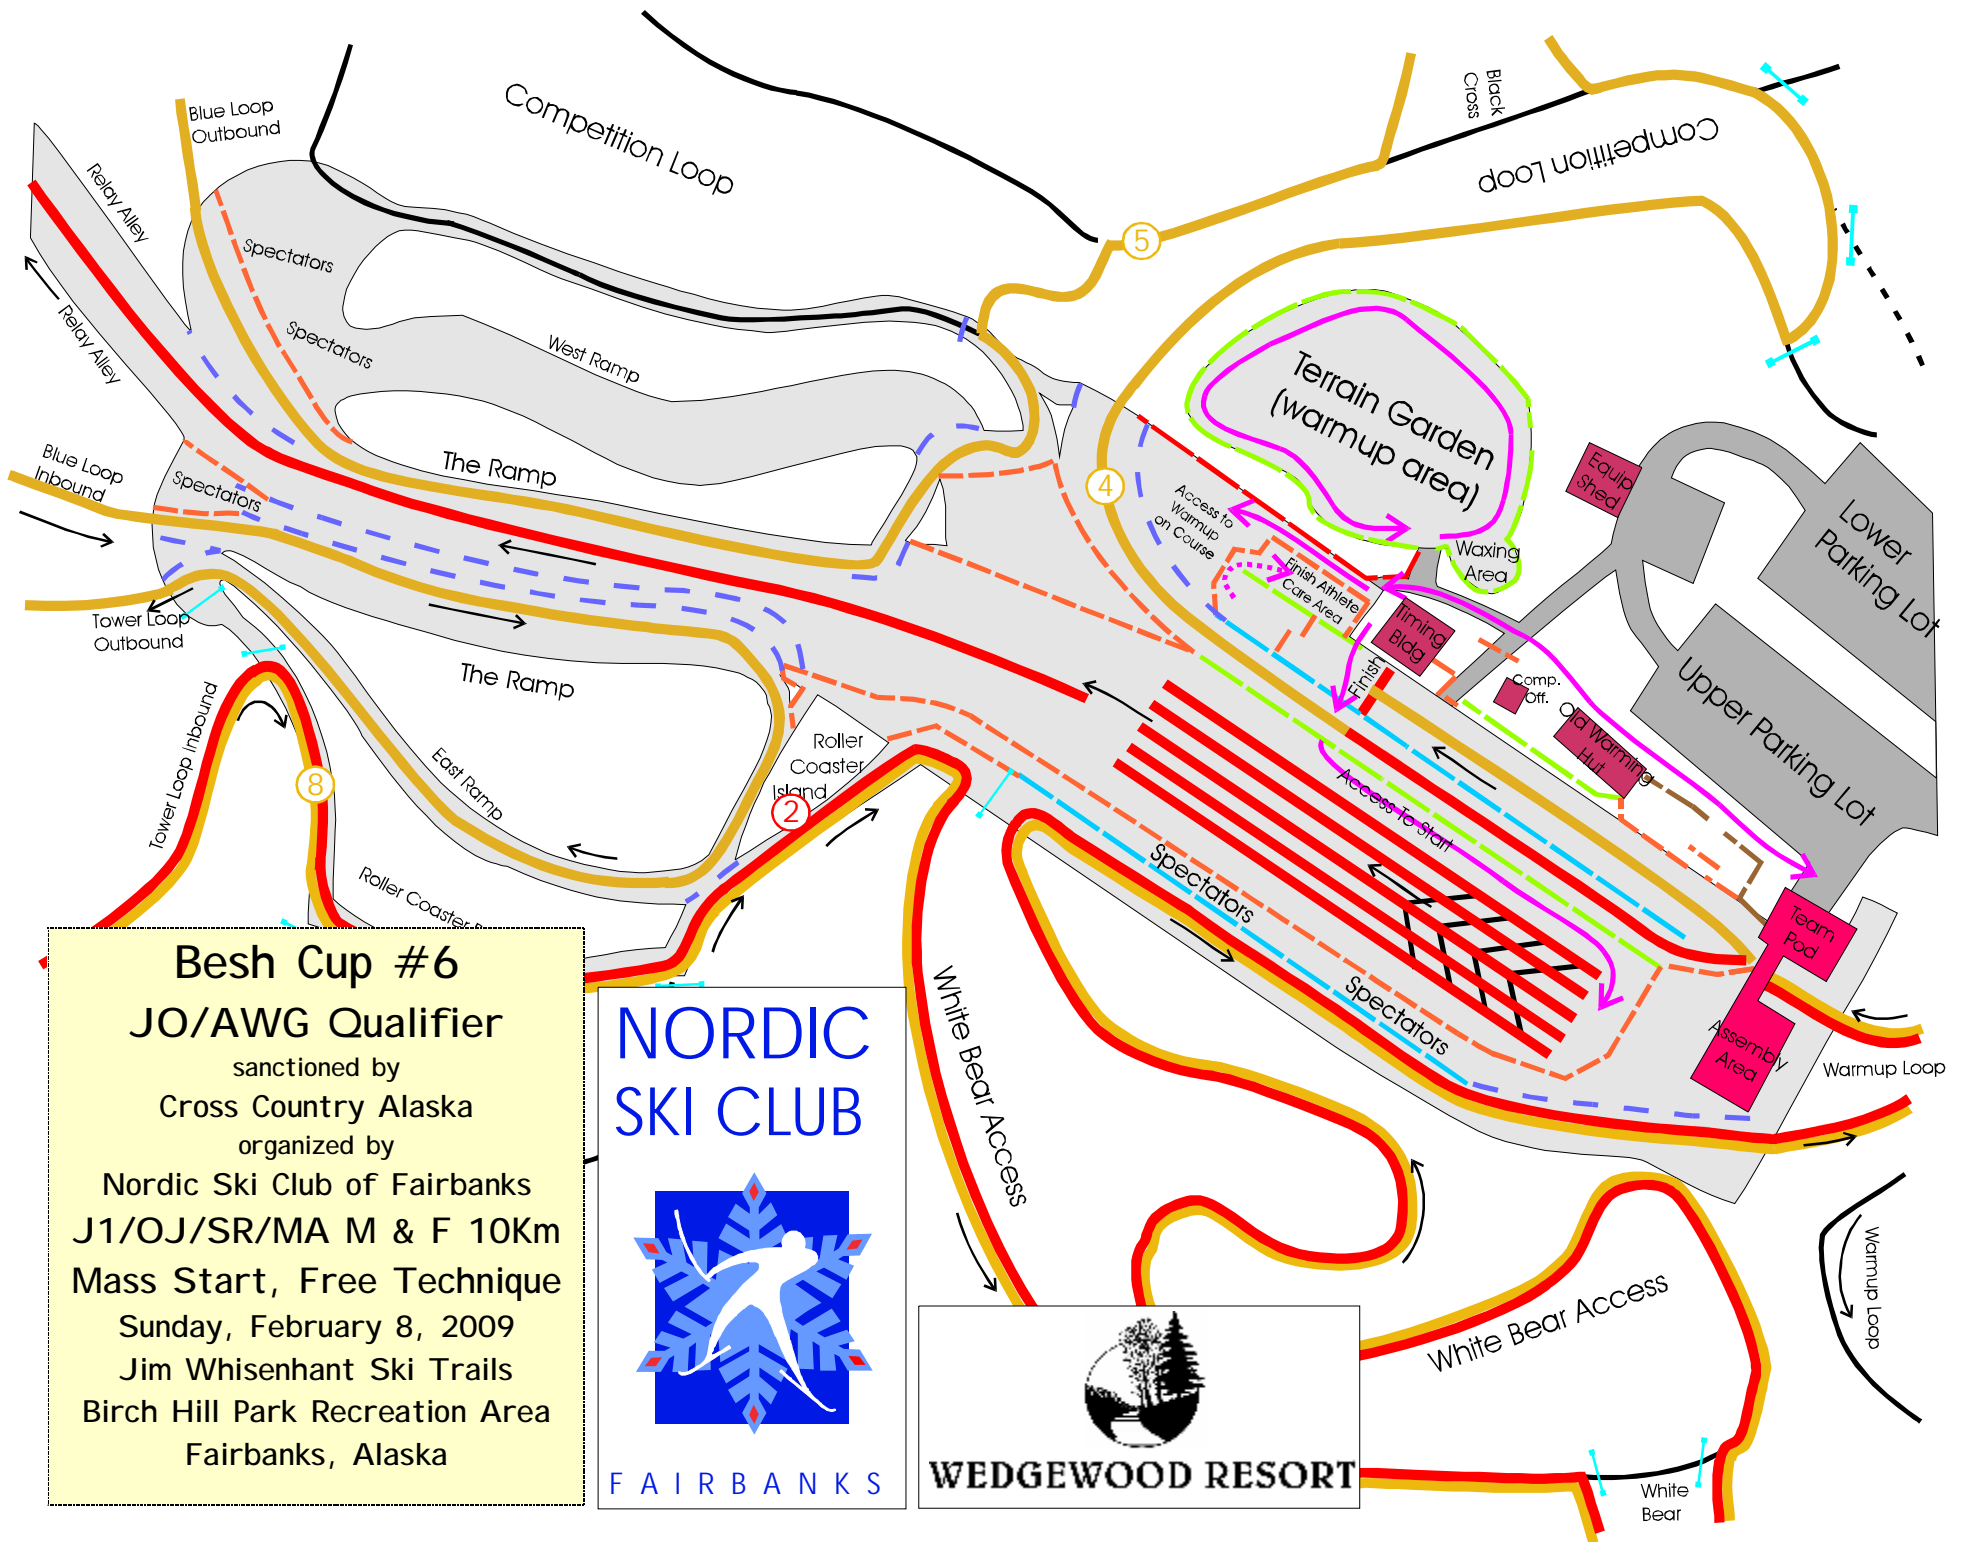 Blue Loop
Outbound
Competition Loop
Black
Cross
Competition Loop
5
Relay Alley
Spectators
Relay Alley
Spectators
West Ramp
Terrain Garden
(warmup area)
Blue Loop
Inbound
Spectators
The Ramp
4
Access to
Warmup
on Course
Equip
Shed
Lower
Parking Lot
Waxing
Area
Finish Athlete
Care Area
Timing
Bldg
Finish
Comp.
Off.
Old Warming
Hut
Upper Parking Lot
Tower Loop
Outbound
The Ramp
Tower Loop Inbound
8
East Ramp
Roller
Coaster
Island
2
Access To Start
Spectators
Spectators
Roller Coaster
Team
Pod
Assembly
Area
Warmup Loop
White Bear Access
White Bear Access
Warmup Loop
White
Bear
Besh Cup #6
JO/AWG Qualifier
sanctioned by
Cross Country Alaska
organized by
Nordic Ski Club of Fairbanks
J1/OJ/SR/MA M & F 10Km
Mass Start, Free Technique
Sunday, February 8, 2009
Jim Whisenhant Ski Trails
Birch Hill Park Recreation Area
Fairbanks, Alaska
NORDIC
SKI CLUB
FAIRBANKS
WEDGEWOOD RESORT